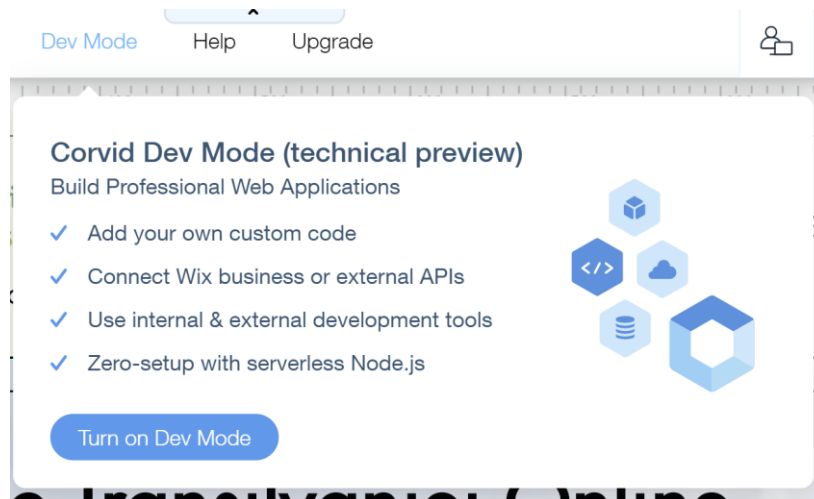 Dev Mode Help Upgrade
Corvid Dev Mode (technical preview)
Build Professional Web Applications
Add your own custom code
Connect Wix business or external APIs
</>
Use internal & external development tools
Zero-setup with serverless Node.js
Turn on Dev Mode